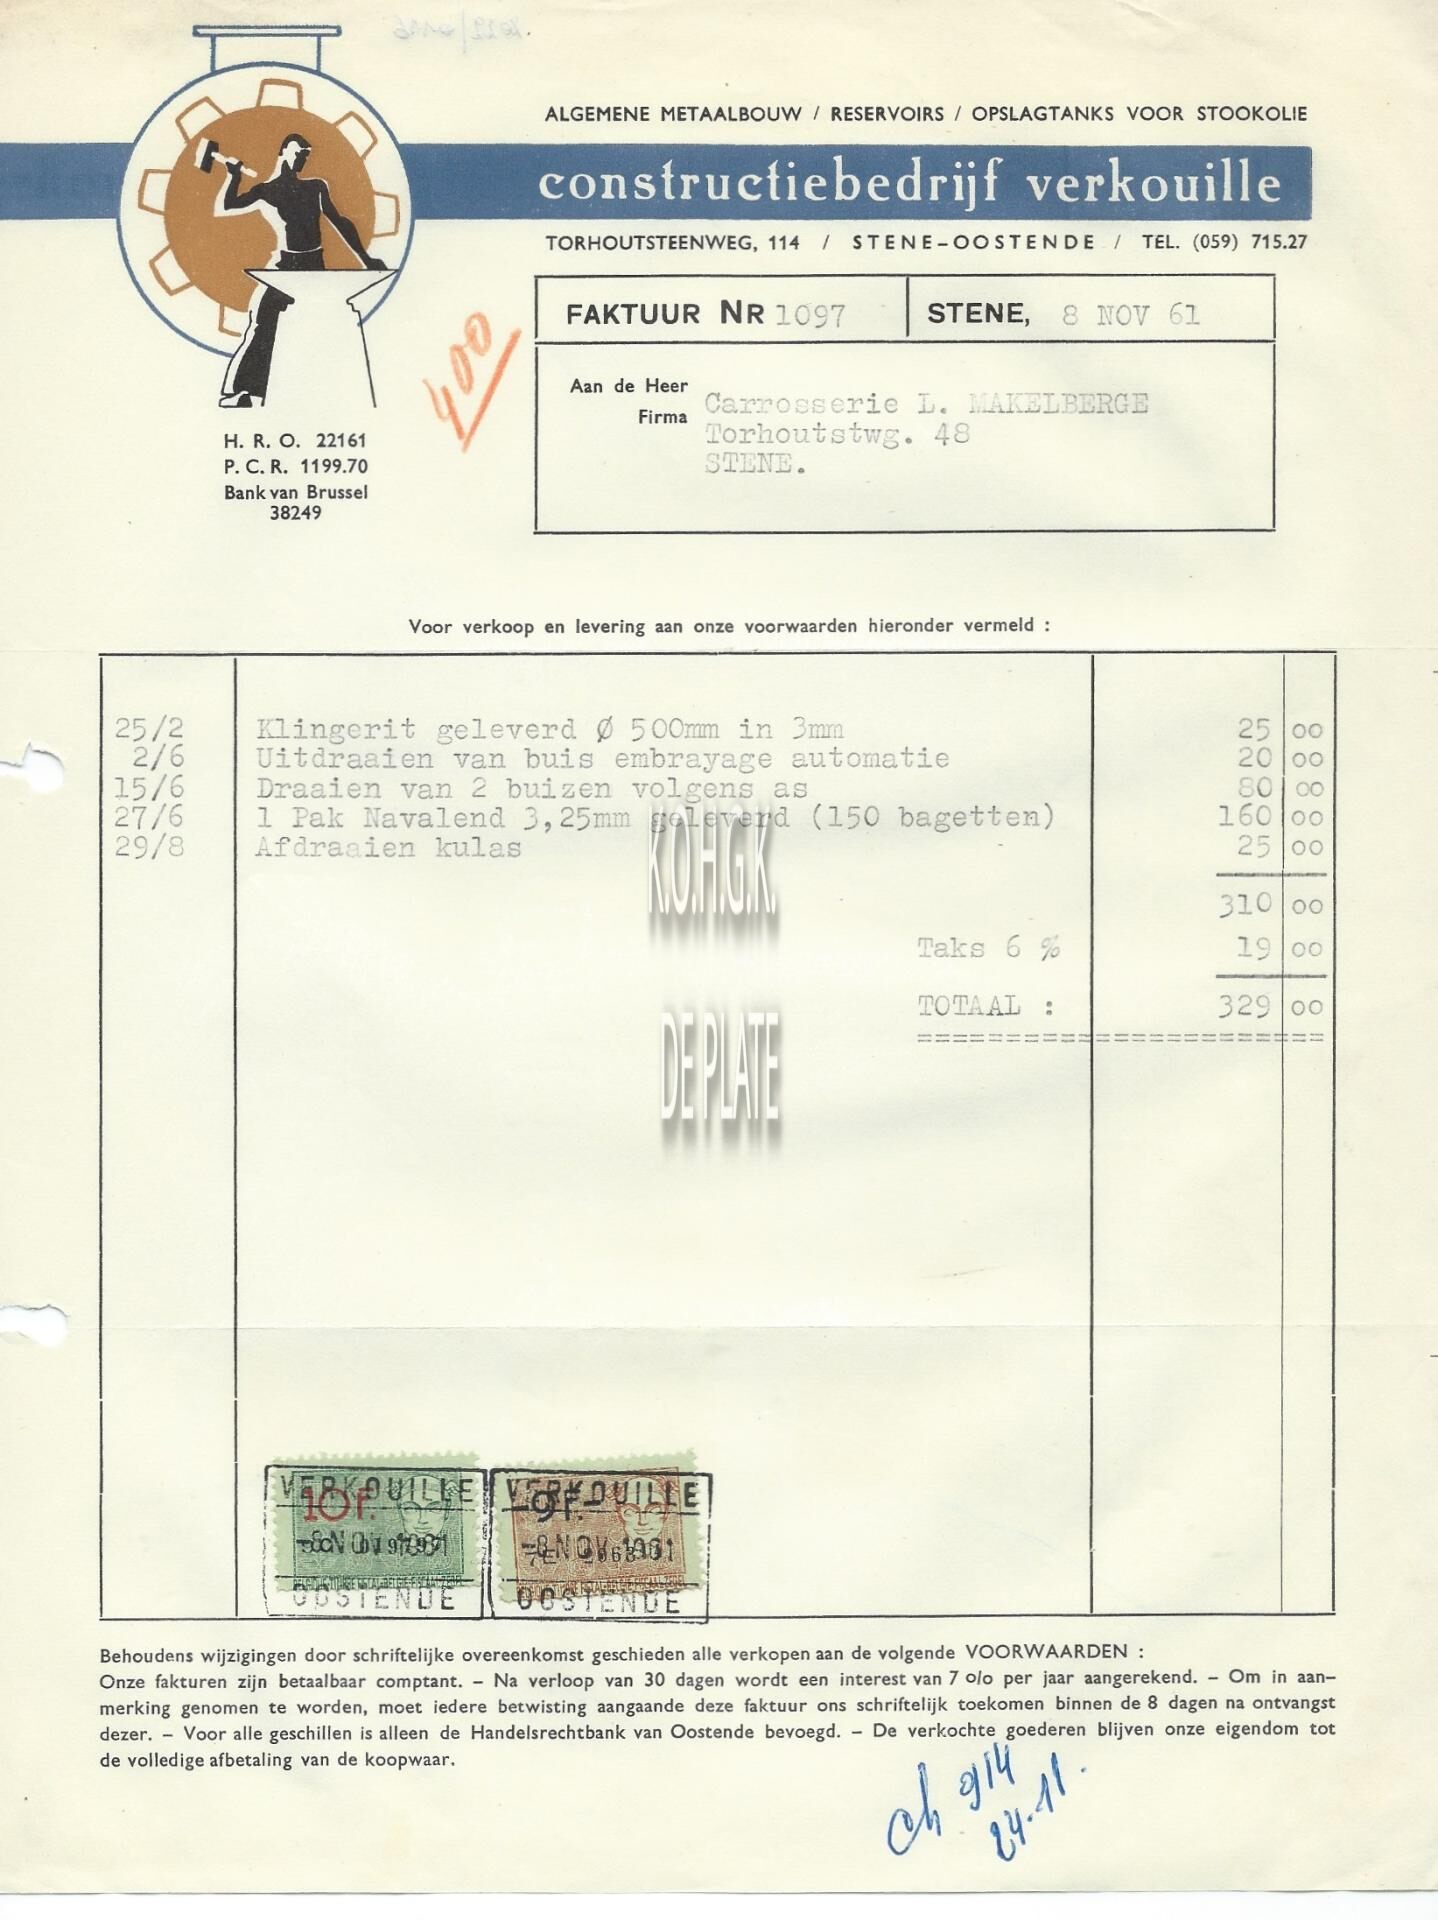 ALGEMENE METAALBOUW / RESERVOIRS / OPSLAGTANKS VOOR STOOKOLIE
constructiebedrijf verkouille
TORHOUTSTEENWEG, 114 / STENE-OOSTENDE / TEL. (059) 715.27
FAKTUUR NR 1097 STENE, 8 NOV 61
400
Aan de Heer
Firma
Carrosserie L. MAKELBERGE
Torhoutstwg. 48
STENE.
H. R. O. 22161
P. C. R. 1199.70
Bank van Brussel
38249
Voor verkoop en levering aan onze voorwaarden hieronder vermeld :
25/2 Klingerit geleverd Ø 500mm in 3mm 25 00
2/6 Uitdraaien van buis embrayage automatie 20 00
15/6 Draaien van 2 buizen volgens as 80 00
27/6 1 Pak Navalend 3,25mm geleverd (150 bagetten) 160 00
29/8 Afdraaien kulas 25 00
K.O.H.G.K.
310 00
Taks 6 % 19 00
TOTAAL : 329 00
DE PLATE
VERKOUILLE VERKOUILLE
10F. 9F.
-8 NOV 1961 -8 NOV 1961
OOSTENDE OOSTENDE
Behoudens wijzigingen door schriftelijke overeenkomst geschieden alle verkopen aan de volgende VOORWAARDEN :
Onze fakturen zijn betaalbaar comptant. – Na verloop van 30 dagen wordt een interest van 7 o/o per jaar aangerekend. – Om in aan-
merking genomen te worden, moet iedere betwisting aangaande deze faktuur ons schriftelijk toekomen binnen de 8 dagen na ontvangst
dezer. – Voor alle geschillen is alleen de Handelsrechtbank van Oostende bevoegd. – De verkochte goederen blijven onze eigendom tot
de volledige afbetaling van de koopwaar.
ch 914
24.11.